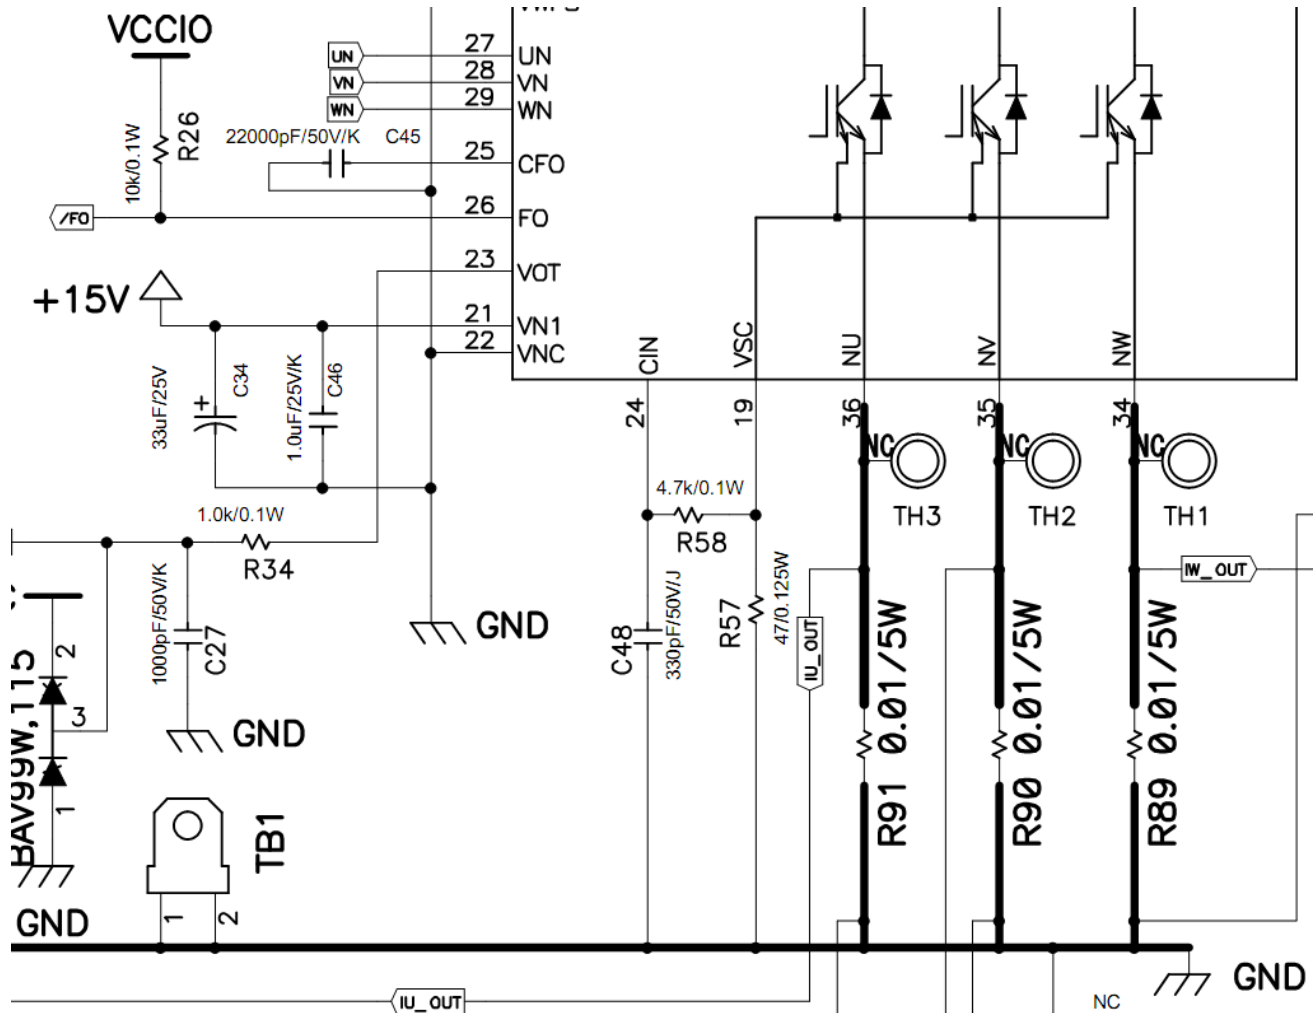 VCCIO
UN
27
UN
VN
28
VN
WN
29
WN
R26
10k/0.1W
22000pF/50V/K
C45
25
CFO
/FO
26
FO
23
VOT
+15V
21
VN1
22
VNC
CIN
VSC
NU
NV
NW
33uF/25V
C34
1.0uF/25V/K
C46
24
19
36
35
34
NC
NC
TH3
TH2
TH1
4.7k/0.1W
R58
1.0k/0.1W
R34
IW_OUT
1000pF/50V/K
C27
GND
C48
330pF/50V/J
R57
47/0.125W
IU_OUT
R91 0.01/5W
R90 0.01/5W
R89 0.01/5W
2
3
1
BAV99W,115
GND
TB1
1
2
GND
GND
IU_OUT
NC